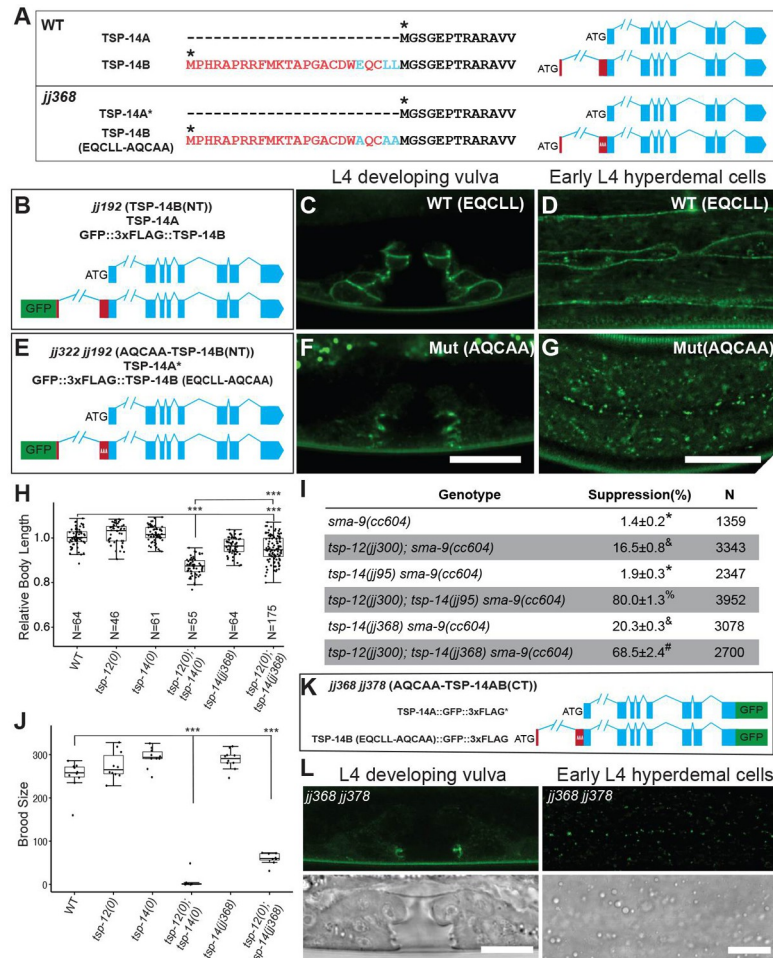 A
WT
TSP-14A
*
--------------------------------MGSGEPTRARAVV
ATG
TSP-14B
*
MPHRAPRRFMKTAPGACDWEQCLLMGSGEPTRARAVV
ATG
jj368
TSP-14A*
*
--------------------------------MGSGEPTRARAVV
ATG
TSP-14B
(EQCLL-AQCAA)
*
MPHRAPRRFMKTAPGACDWAQCAAMGSGEPTRARAVV
ATG
L4 developing vulva
Early L4 hyperdemal cells
B
jj192 (TSP-14B(NT))
TSP-14A
GFP::3xFLAG::TSP-14B
ATG
GFP
C
WT (EQCLL)
D
WT (EQCLL)
E
jj322 jj192 (AQCAA-TSP-14B(NT))
TSP-14A*
GFP::3xFLAG::TSP-14B (EQCLL-AQCAA)
ATG
GFP
F
Mut (AQCAA)
G
Mut(AQCAA)
H
Relative Body Length
1.0
0.8
0.6
***
***
***
N=64
N=46
N=61
N=55
N=64
N=175
WT
tsp-12(0)
tsp-14(0)
tsp-12(0);
tsp-14(0)
tsp-14(jj368)
tsp-12(0);
tsp-14(jj368)
I
Genotype Suppression(%) N
sma-9(cc604) 1.4±0.2* 1359
tsp-12(jj300); sma-9(cc604) 16.5±0.8& 3343
tsp-14(jj95) sma-9(cc604) 1.9±0.3* 2347
tsp-12(jj300); tsp-14(jj95) sma-9(cc604) 80.0±1.3% 3952
tsp-14(jj368) sma-9(cc604) 20.3±0.3& 3078
tsp-12(jj300); tsp-14(jj368) sma-9(cc604) 68.5±2.4# 2700
J
Brood Size
300
200
100
0
***
***
WT
tsp-12(0)
tsp-14(0)
tsp-12(0);
tsp-14(0)
tsp-14(jj368)
tsp-12(0);
tsp-14(jj368)
K
jj368 jj378 (AQCAA-TSP-14AB(CT))
TSP-14A::GFP::3xFLAG*
ATG
GFP
TSP-14B (EQCLL-AQCAA)::GFP::3xFLAG
ATG
GFP
L
L4 developing vulva
Early L4 hyperdemal cells
jj368 jj378
jj368 jj378